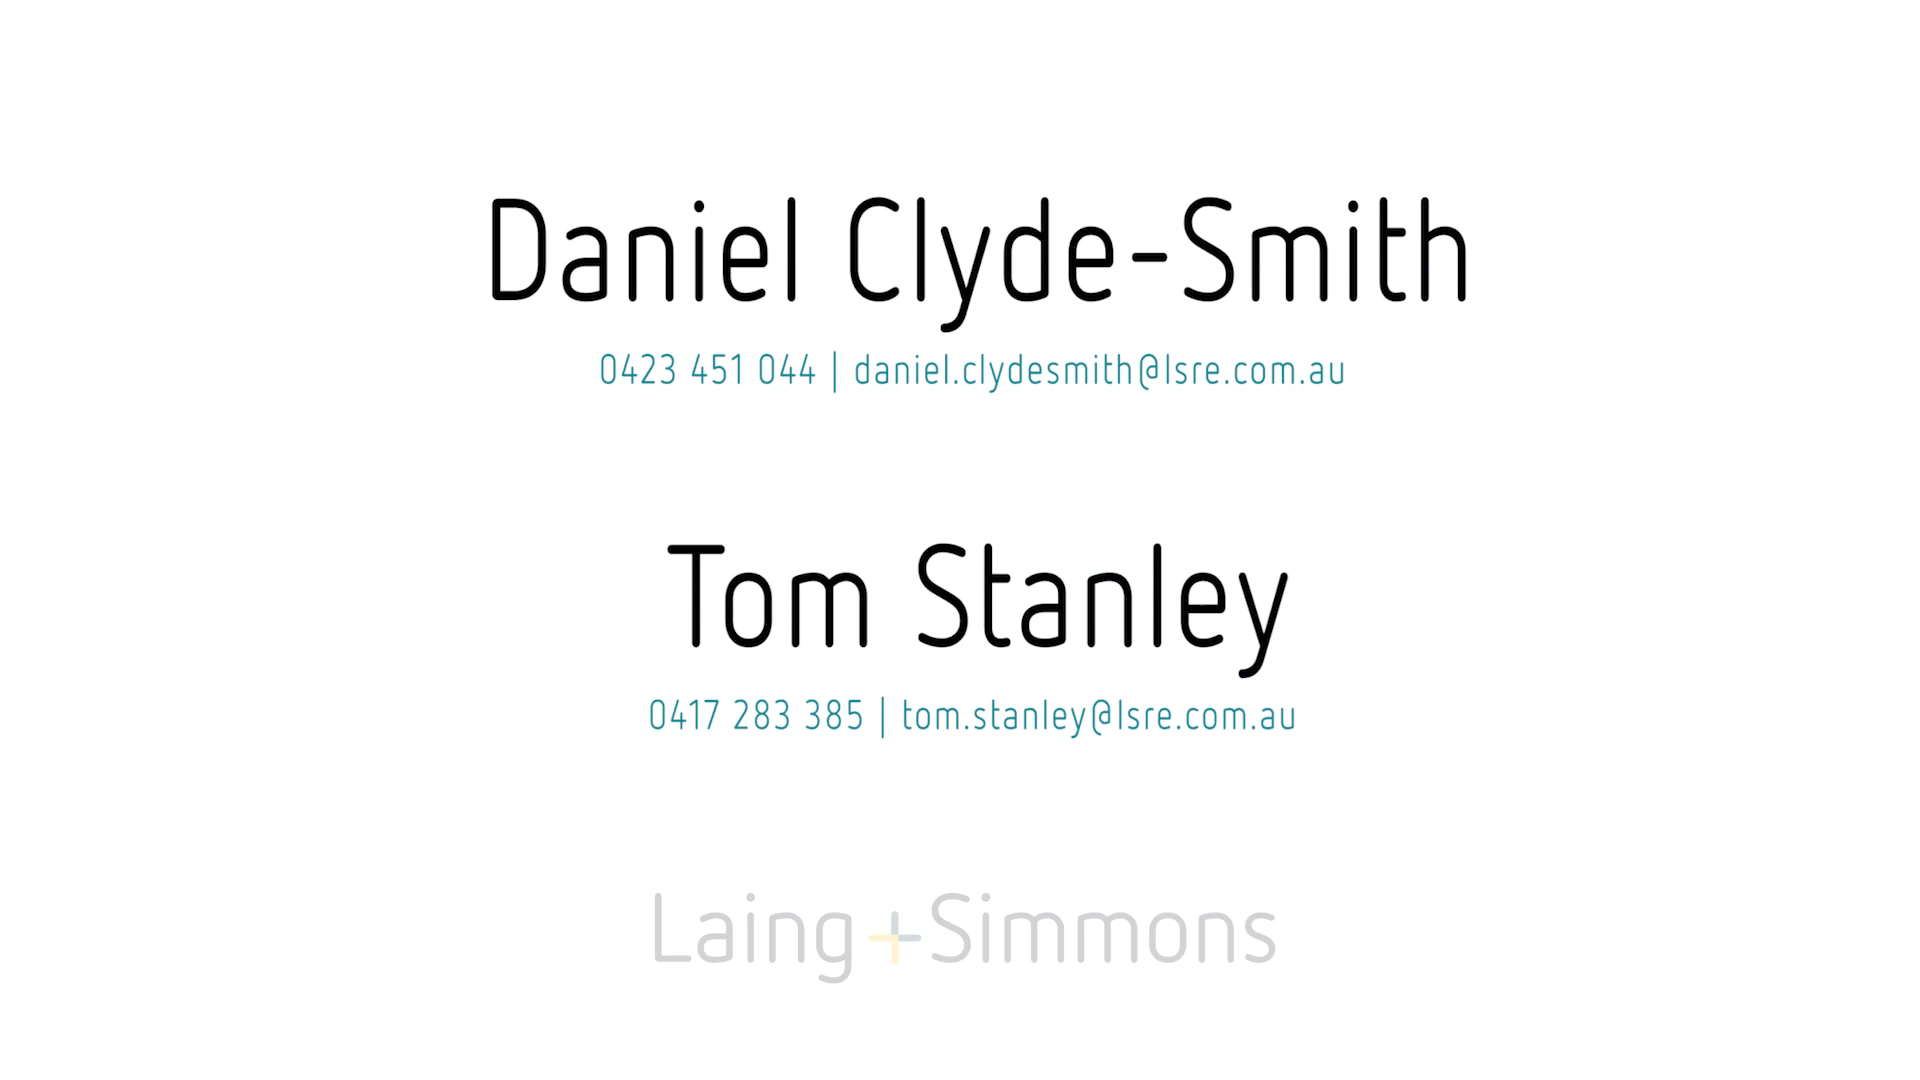 Daniel Clyde-Smith
0423 451 044 | daniel.clydesmith@lsre.com.au
Tom Stanley
0417 283 385 | tom.stanley@lsre.com.au
Laing+Simmons